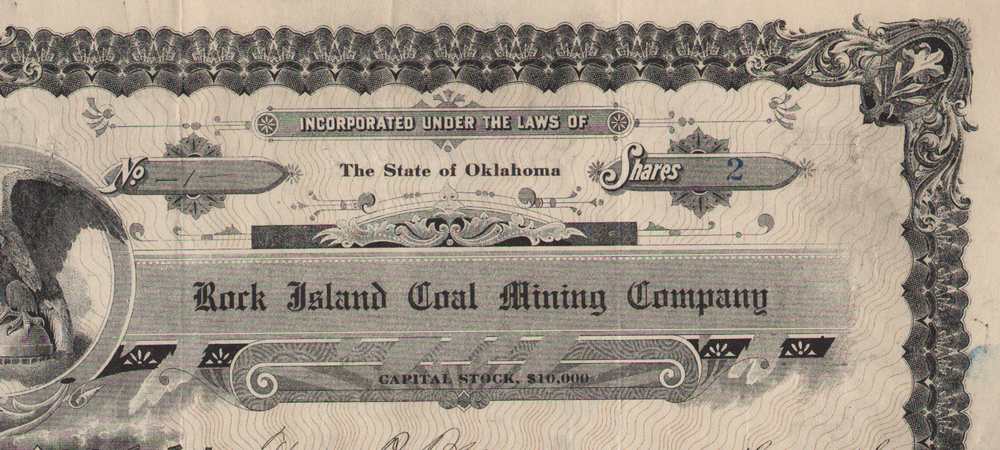 INCORPORATED UNDER THE LAWS OF
The State of Oklahoma
No — 1
Shares 2
Rock Island Coal Mining Company
CAPITAL STOCK, $10,000